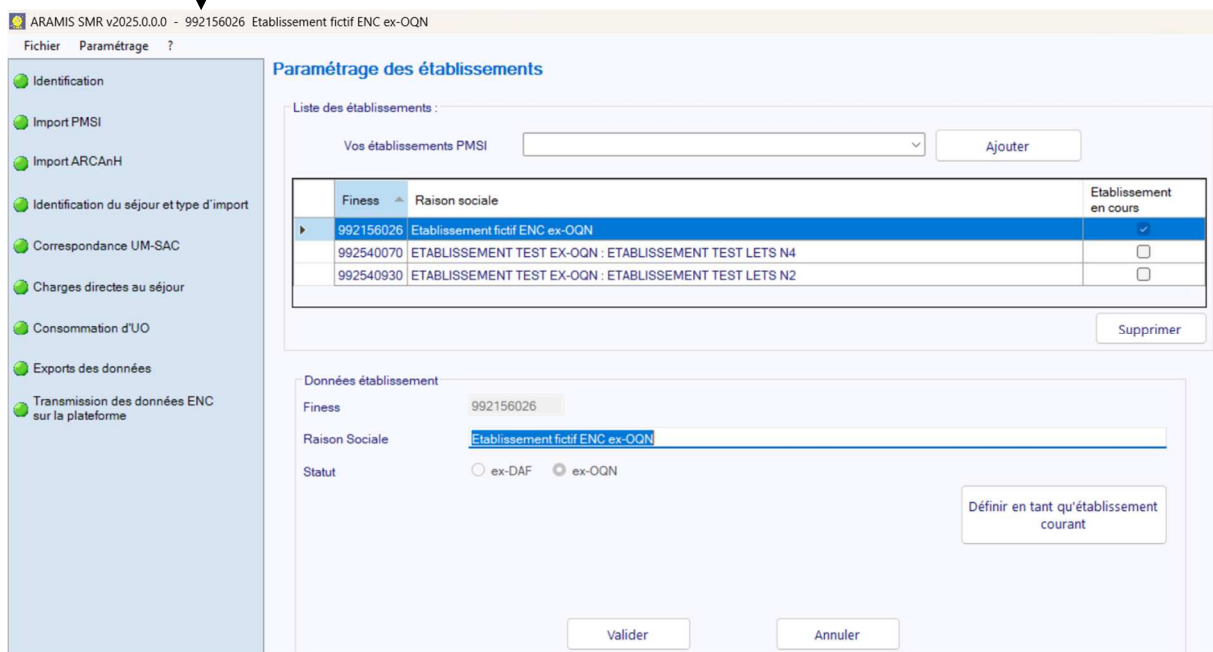 ARAMIS SMR v2025.0.0.0 - 992156026 Etablissement fictif ENC ex-OQN
Fichier Paramétrage ?
Identification
Import PMSI
Import ARCAnH
Identification du séjour et type d'import
Correspondance UM-SAC
Charges directes au séjour
Consommation d'UO
Exports des données
Transmission des données ENC
sur la plateforme
Paramétrage des établissements
Liste des établissements :
Vos établissements PMSI
Ajouter
Finess Raison sociale Etablissement
en cours
992156026 Etablissement fictif ENC ex-OQN
992540070 ETABLISSEMENT TEST EX-OQN : ETABLISSEMENT TEST LETS N4
992540930 ETABLISSEMENT TEST EX-OQN : ETABLISSEMENT TEST LETS N2
Supprimer
Données établissement
Finess 992156026
Raison Sociale Etablissement fictif ENC ex-OQN
Statut ex-DAF ex-OQN
Définir en tant qu'établissement
courant
Valider Annuler